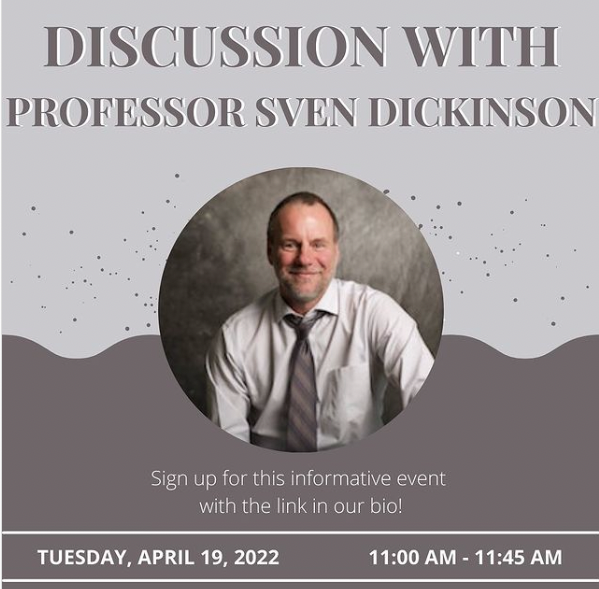 DISCUSSION WITH
PROFESSOR SVEN DICKINSON
Sign up for this informative event
with the link in our bio!
TUESDAY, APRIL 19, 2022
11:00 AM - 11:45 AM